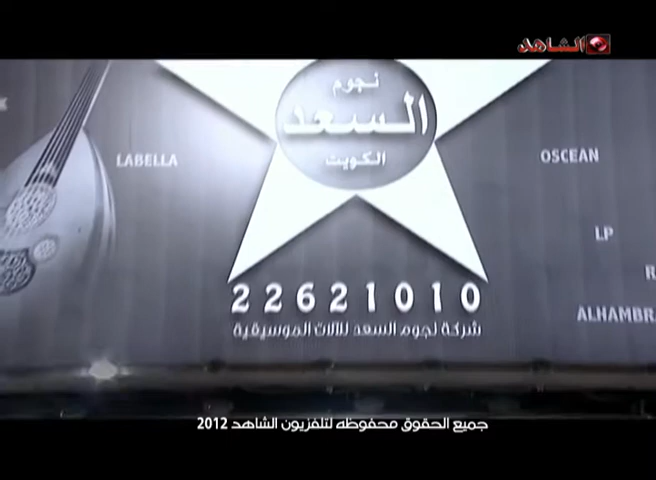 الشاهد
نجوم
السعد
الكويت
LABELLA
OSCEAN
LP
R
ALHAMBRA
22621010
شركة نجوم السعد للآلات الموسيقية
جميع الحقوق محفوظه لتلفزيون الشاهد 2012